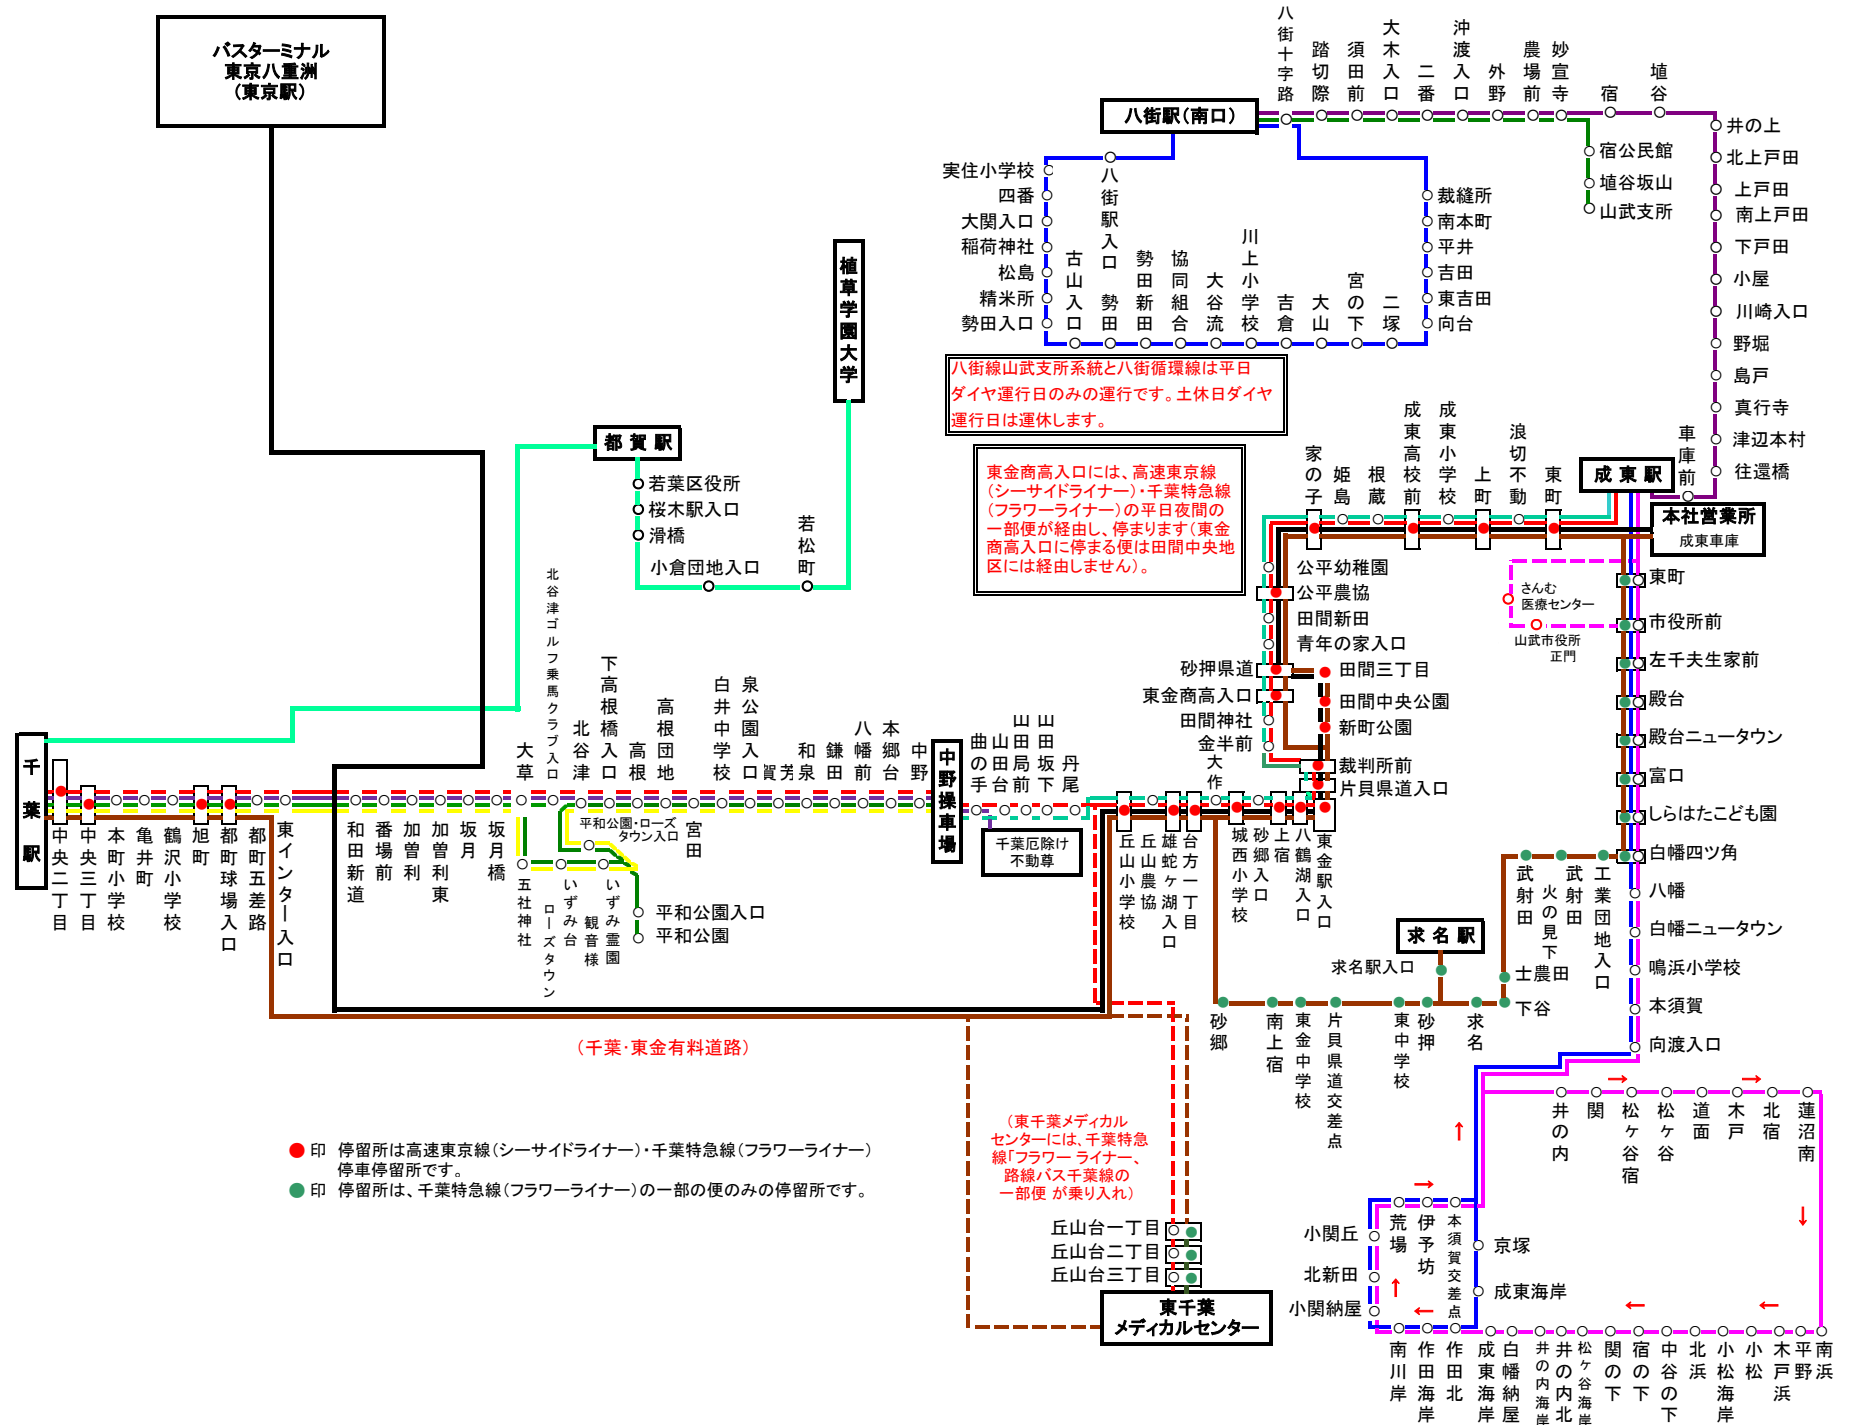 バスターミナル
東京八重洲
(東京駅)
八街駅(南口)
八街十字路
踏切際
須田前
大木入口
二番
沖渡入口
外野
農場前
妙宣寺
宿
埴谷
井の上
北上戸田
上戸田
南上戸田
下戸田
小屋
川崎入口
野堀
島戸
真行寺
津辺本村
往還橋
車庫前
宿公民館
埴谷坂山
山武支所
実住小学校
四番
大関入口
稲荷神社
松島
精米所
勢田入口
八街駅入口
古山入口
勢田
勢田新田
協同組合
大谷流
川上小学校
吉倉
大山
宮の下
二塚
裁縫所
南本町
平井
吉田
東吉田
向台
八街線山武支所系統と八街循環線は平日
ダイヤ運行日のみの運行です。土休日ダイヤ
運行日は運休します。
東金商高入口には、高速東京線
(シーサイドライナー)・千葉特急線
(フラワーライナー)の平日夜間の
一部便が経由し、停まります(東金
商高入口に停まる便は田間中央地
区には経由しません)。
植草学園大学
都賀駅
若葉区役所
桜木駅入口
滑橋
小倉団地入口
若松町
家の子
姫島
根蔵
成東高校前
成東小学校
上町
浪切不動
東町
成東駅
本社営業所
成東車庫
公平幼稚園
公平農協
田間新田
青年の家入口
砂押県道
東金商高入口
田間神社
金半前
田間三丁目
田間中央公園
新町公園
裁判所前
片貝県道入口
さんむ
医療センター
山武市役所
正門
東町
市役所前
左千夫生家前
殿台
殿台ニュータウン
富口
しらはたこども園
白幡四ツ角
八幡
白幡ニュータウン
鳴浜小学校
本須賀
向渡入口
千葉駅
中央二丁目
中央三丁目
本町小学校
亀井町
鶴沢小学校
旭町
都町球場入口
都町五差路
東インター入口
和田新道
番場前
加曽利
加曽利東
坂月
坂月橋
大草
北谷津ゴルフ乗馬クラブ入口
北谷津
下高根橋入口
高根
高根団地
白井中学校
泉公園入口
芳賀
和泉
鎌田
八幡前
本郷台
中野
平和公園・ローズ
タウン入口
宮田
五社神社
ローズタウン
いずみ台
観音様
いずみ霊園
平和公園入口
平和公園
中野操車場
曲の手
山田台
山田局前
山田坂下
丹尾
千葉厄除け
不動尊
丘山小学校
丘山農協
雄蛇ヶ湖入口
台方一丁目
大作
城西小学校
砂郷入口
上宿
八鶴湖入口
東金駅入口
求名駅
求名駅入口
砂郷
南上宿
東金中学校
片貝県道交差点
東中学校
砂押
求名
下谷
士農田
武射田
火の見下
武射田
工業団地入口
(千葉・東金有料道路)
印 停留所は高速東京線(シーサイドライナー)・千葉特急線(フラワーライナー)
停車停留所です。
印 停留所は、千葉特急線(フラワーライナー)の一部の便のみの停留所です。
(東千葉メディカル
センターには、千葉特急
線「フラワー ライナー、
路線バス千葉線の
一部便 が乗り入れ)
丘山台一丁目
丘山台二丁目
丘山台三丁目
東千葉
メディカルセンター
井の内
関
松ヶ谷宿
松ヶ谷
道面
木戸
北宿
蓮沼南
小関丘
北新田
小関納屋
荒場
伊予坊
本須賀交差点
京塚
成東海岸
南川岸
作田海岸
作田北
成東海岸
白幡納屋
井の内海岸
井の内北
松ヶ谷海岸
関の下
宿の下
中谷の下
北浜
小松海岸
小松
木戸浜
平野
南浜